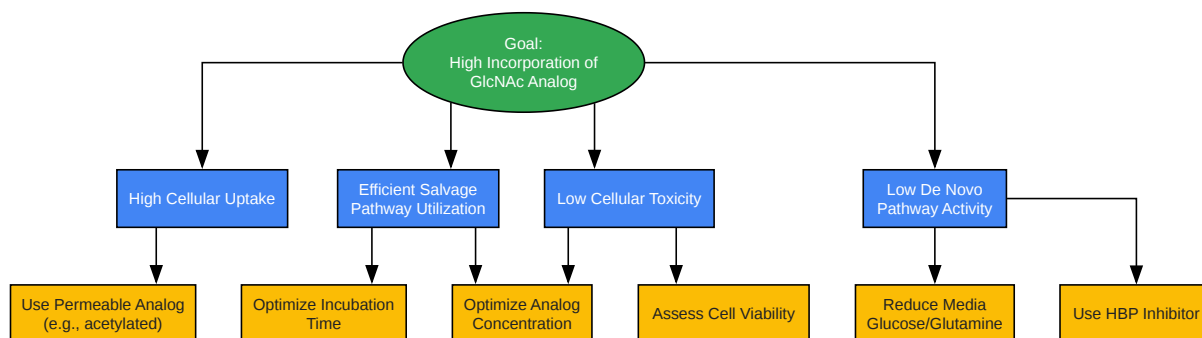 Goal:
High Incorporation of
GlcNAc Analog
High Cellular Uptake
Efficient Salvage
Pathway Utilization
Low Cellular Toxicity
Low De Novo
Pathway Activity
Use Permeable Analog
(e.g., acetylated)
Optimize Incubation
Time
Optimize Analog
Concentration
Assess Cell Viability
Reduce Media
Glucose/Glutamine
Use HBP Inhibitor